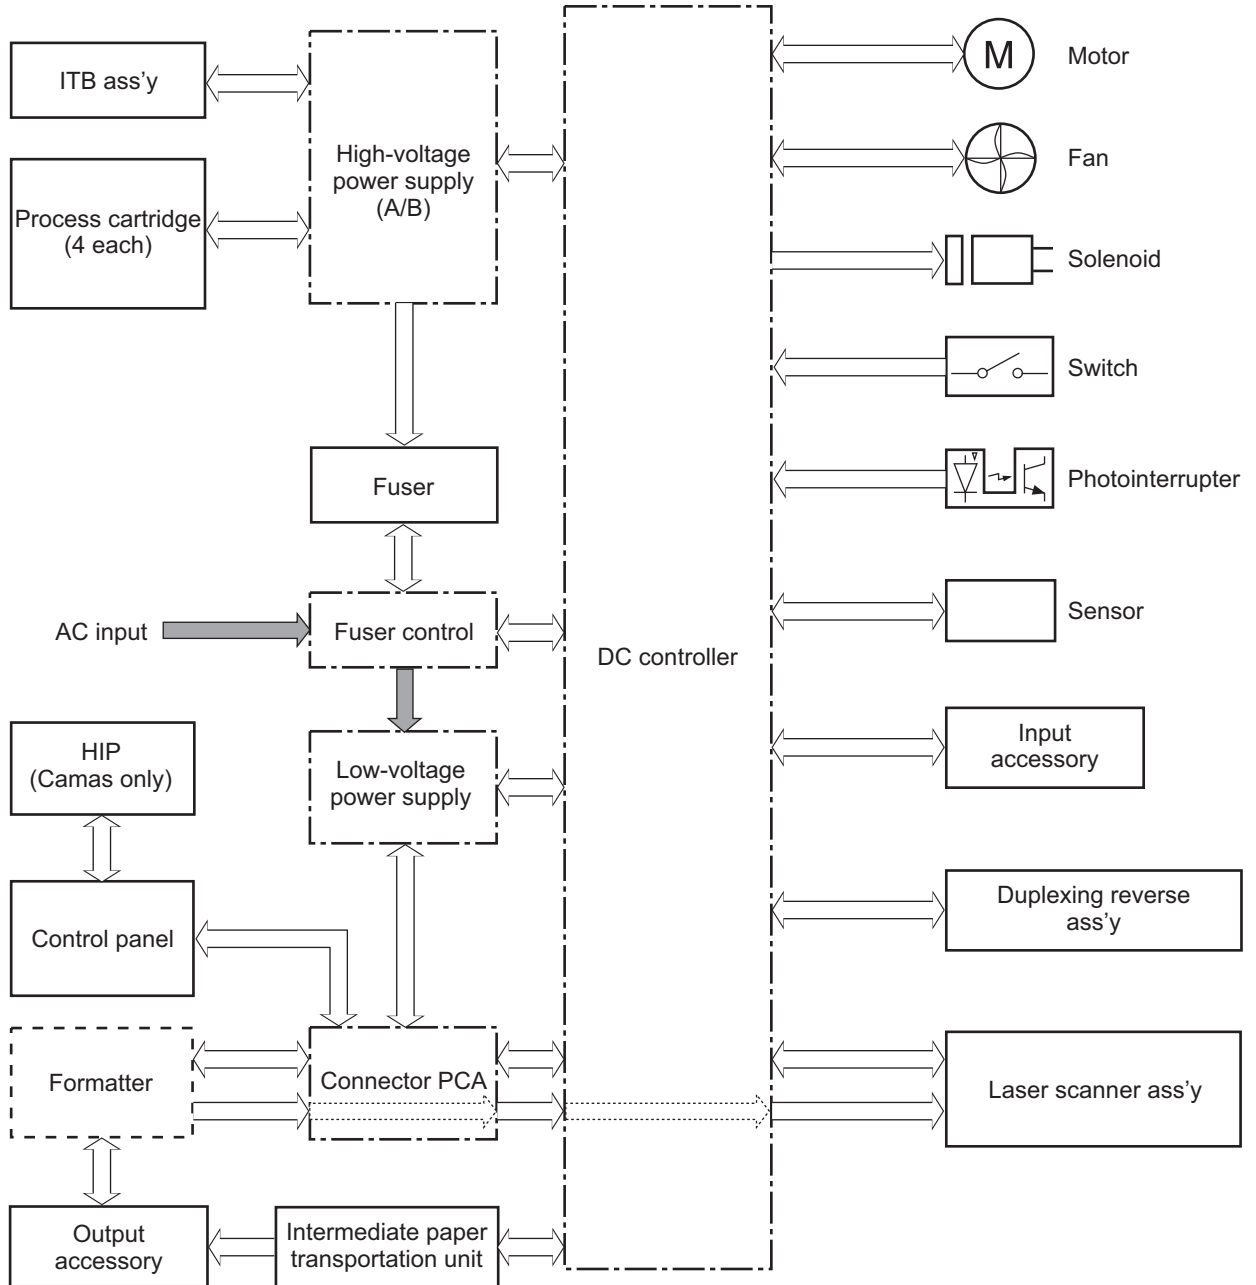 ITB ass'y
Process cartridge
(4 each)
High-voltage
power supply
(A/B)
Fuser
AC input
Fuser control
Low-voltage
power supply
HIP
(Camas only)
Control panel
Formatter
Connector PCA
Output
accessory
Intermediate paper
transportation unit
DC controller
M
Motor
Fan
Solenoid
Switch
Photointerrupter
Sensor
Input
accessory
Duplexing reverse
ass'y
Laser scanner ass'y